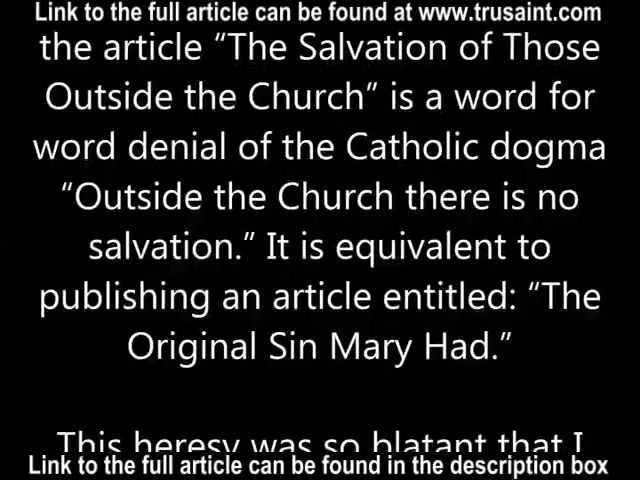 Link to the full article can be found at www.trusaint.com
the article “The Salvation of Those
Outside the Church” is a word for
word denial of the Catholic dogma
“Outside the Church there is no
salvation.” It is equivalent to
publishing an article entitled: “The
Original Sin Mary Had.”
This heresy was so blatant that I
Link to the full article can be found in the description box